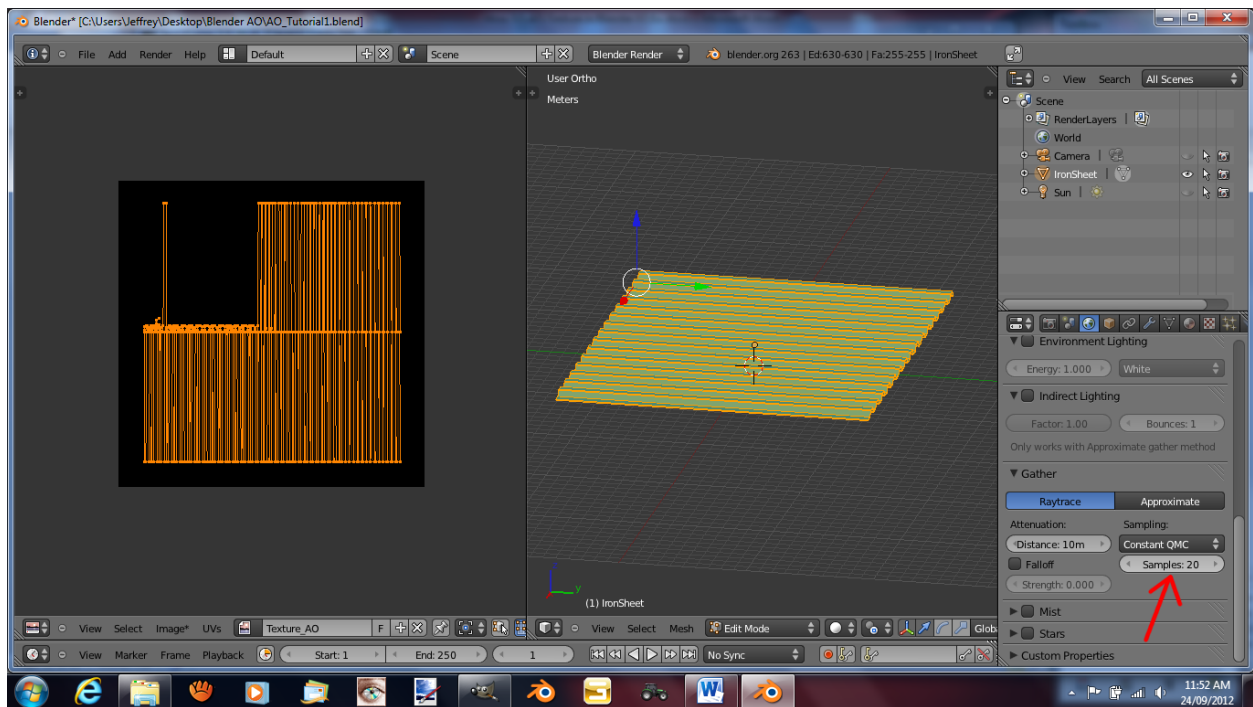 Blender* [C:\Users\Jeffrey\Desktop\Blender AO\AO_Tutorial1.blend]
File Add Render Help Default Scene Blender Render blender.org 263 | Ed:630-630 | Fa:255-255 | IronSheet
User Ortho
Meters
(1) IronSheet
View Search All Scenes
Scene
RenderLayers |
World
Camera |
IronSheet |
Sun |
Environment Lighting
Energy: 1.000 White
Indirect Lighting
Factor: 1.00 Bounces: 1
Only works with Approximate gather method
Gather
Raytrace Approximate
Attenuation: Sampling:
Distance: 10m Constant QMC
Falloff Samples: 20
Strength: 0.000
Mist
Stars
Custom Properties
View Select Image* UVs Texture_AO F View Select Mesh Edit Mode Globa
View Marker Frame Playback Start: 1 End: 250 1 No Sync
11:52 AM
24/09/2012